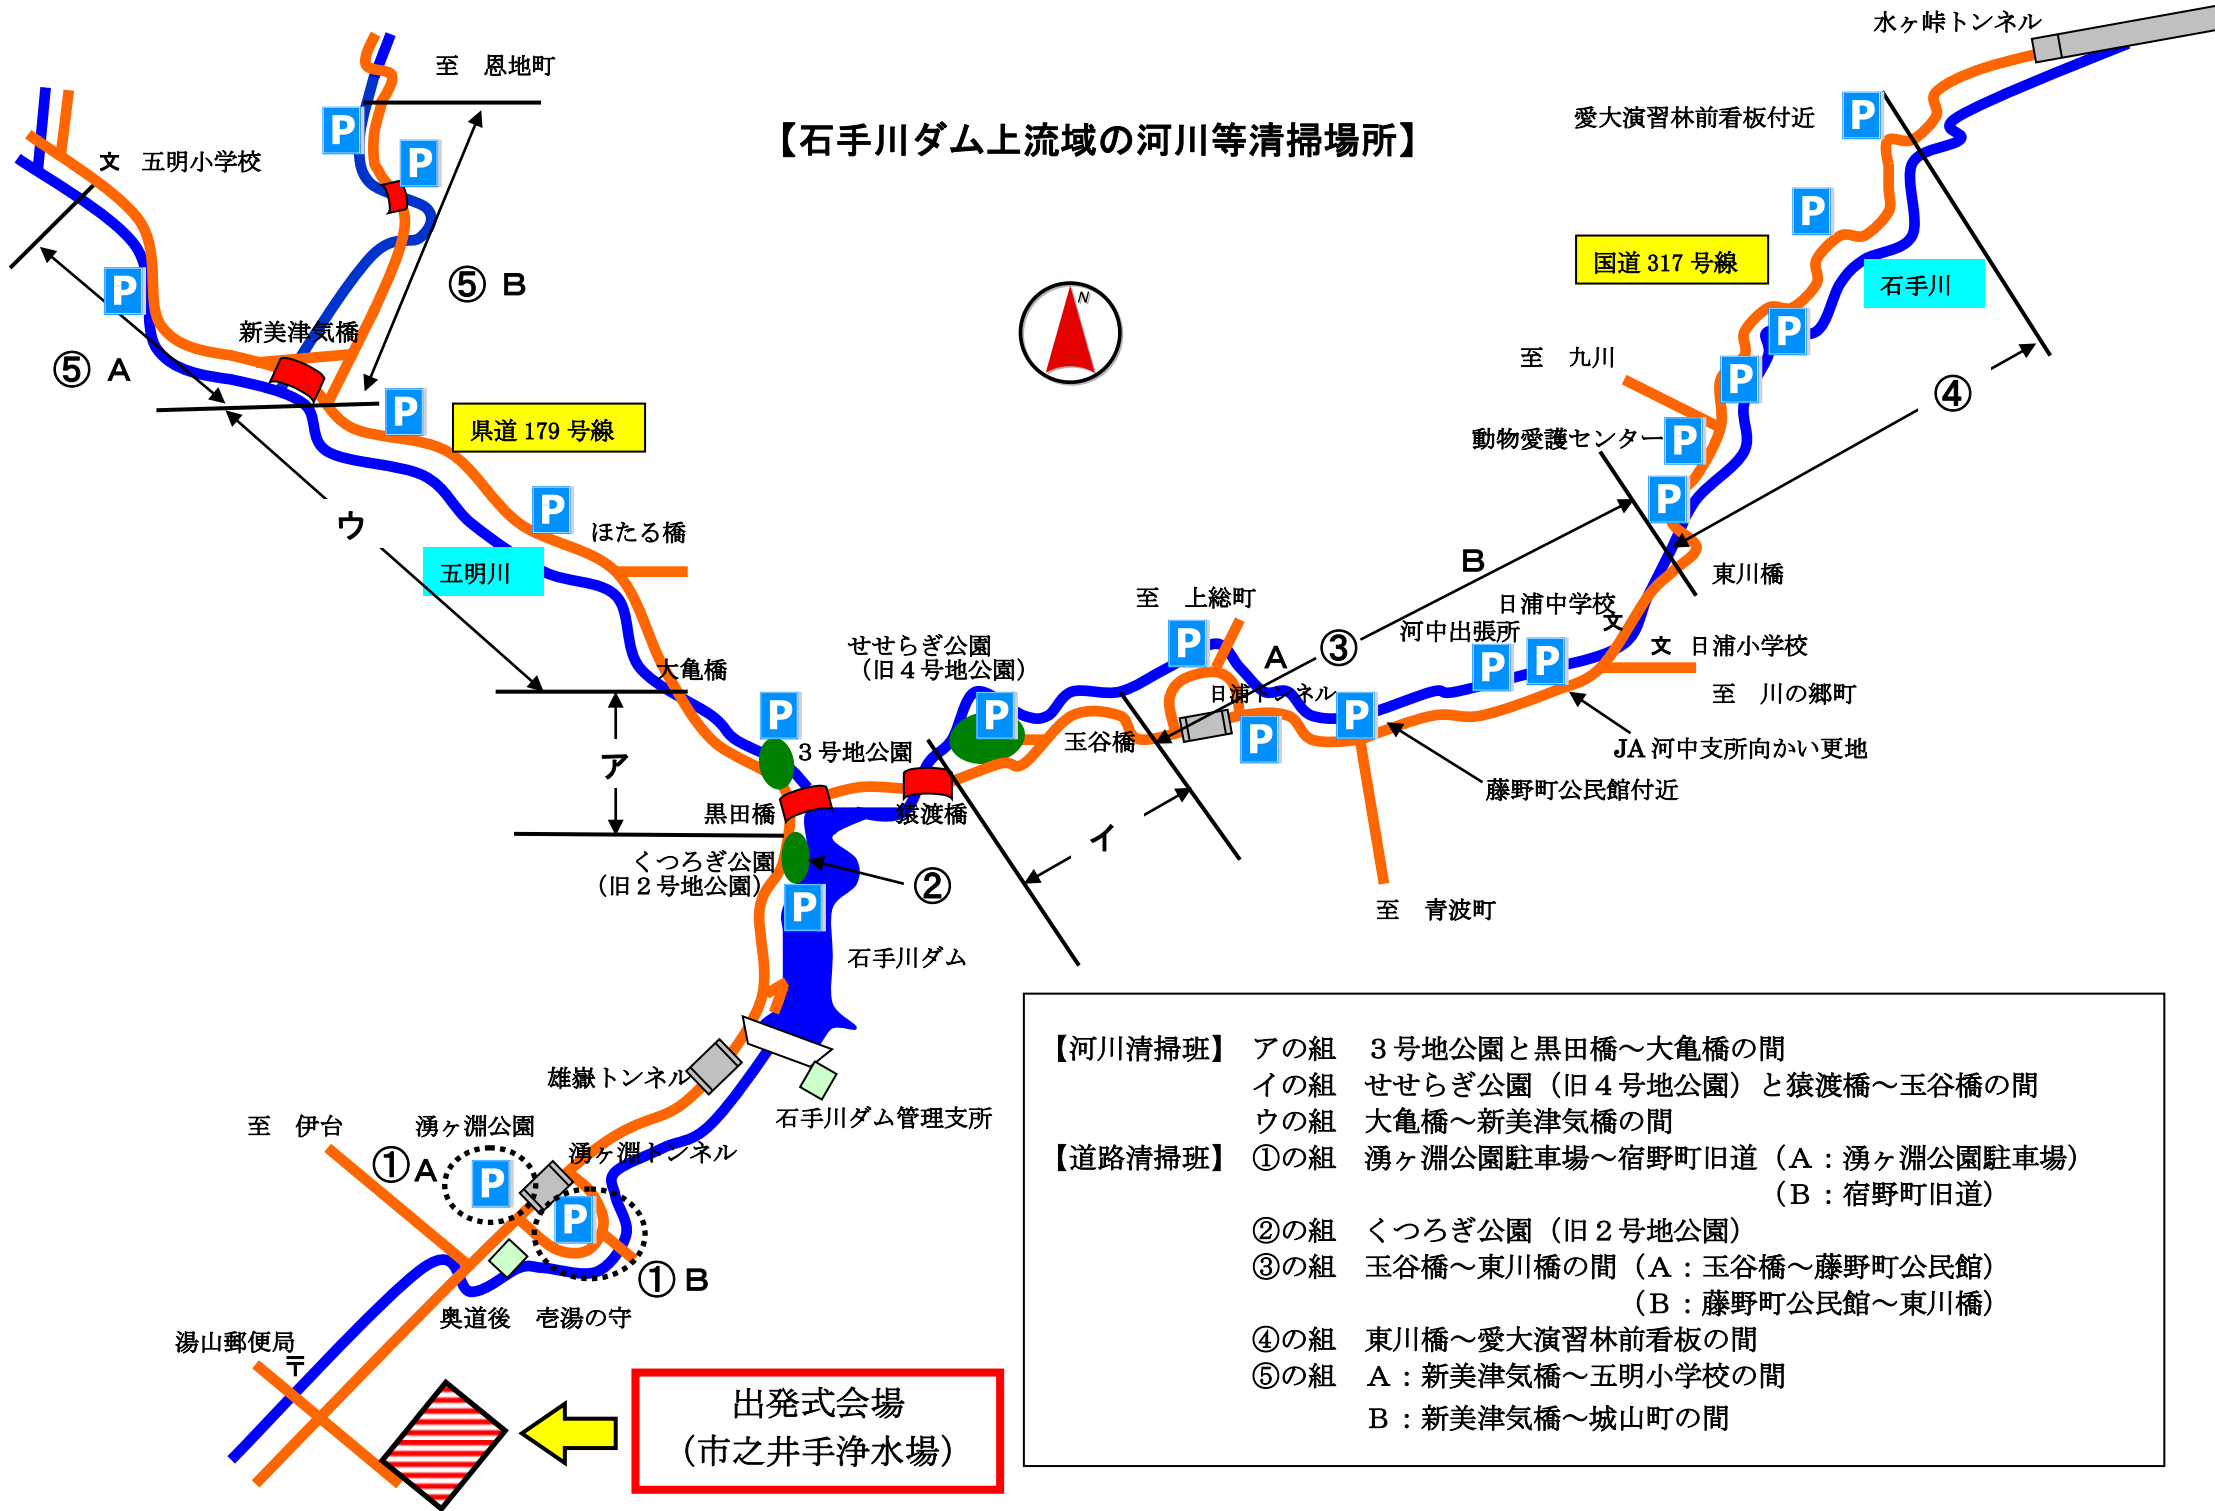 水ヶ峠トンネル
至　恩地町
【石手川ダム上流域の河川等清掃場所】
愛大演習林前看板付近
P
P
P
文　五明小学校
P
国道 317 号線
石手川
⑤ B
P
N
新美津気橋
P
至　九川
⑤ A
P
④
P
県道 179 号線
動物愛護センター
P
P
P
ウ
ほたる橋
B
五明川
東川橋
至　上総町
日浦中学校
文
河中出張所
せせらぎ公園
（旧４号地公園）
P
A
③
文 日浦小学校
P
P
大亀橋
日浦トンネル
至　川の郷町
P
P
P
P
３号地公園
玉谷橋
JA 河中支所向かい更地
ア
藤野町公民館付近
黒田橋
猿渡橋
イ
くつろぎ公園
（旧２号地公園）
②
P
至　青波町
石手川ダム
雄嶽トンネル
石手川ダム管理支所
至　伊台
湧ヶ淵公園
①A
湧ヶ淵トンネル
P
P
①B
奥道後　壱湯の守
湯山郵便局
〒
出発式会場
（市之井手浄水場）
【河川清掃班】　アの組　３号地公園と黒田橋～大亀橋の間
イの組　せせらぎ公園（旧４号地公園）と猿渡橋～玉谷橋の間
ウの組　大亀橋～新美津気橋の間
【道路清掃班】　①の組　湧ヶ淵公園駐車場～宿野町旧道（Ａ：湧ヶ淵公園駐車場）
（Ｂ：宿野町旧道）
②の組　くつろぎ公園（旧２号地公園）
③の組　玉谷橋～東川橋の間（Ａ：玉谷橋～藤野町公民館）
（Ｂ：藤野町公民館～東川橋）
④の組　東川橋～愛大演習林前看板の間
⑤の組　Ａ：新美津気橋～五明小学校の間
Ｂ：新美津気橋～城山町の間